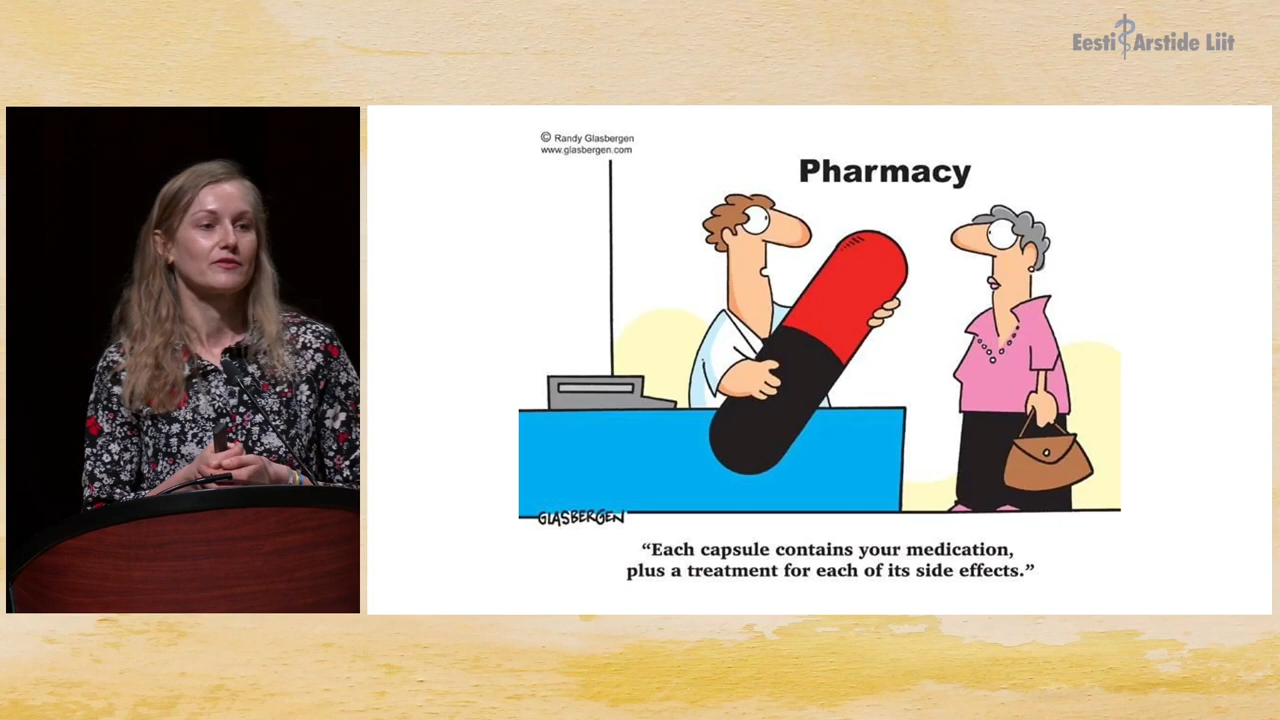 Eesti Arstide Liit
© Randy Glasbergen
www.glasbergen.com
Pharmacy
GLASBERGEN
“Each capsule contains your medication,
plus a treatment for each of its side effects.”